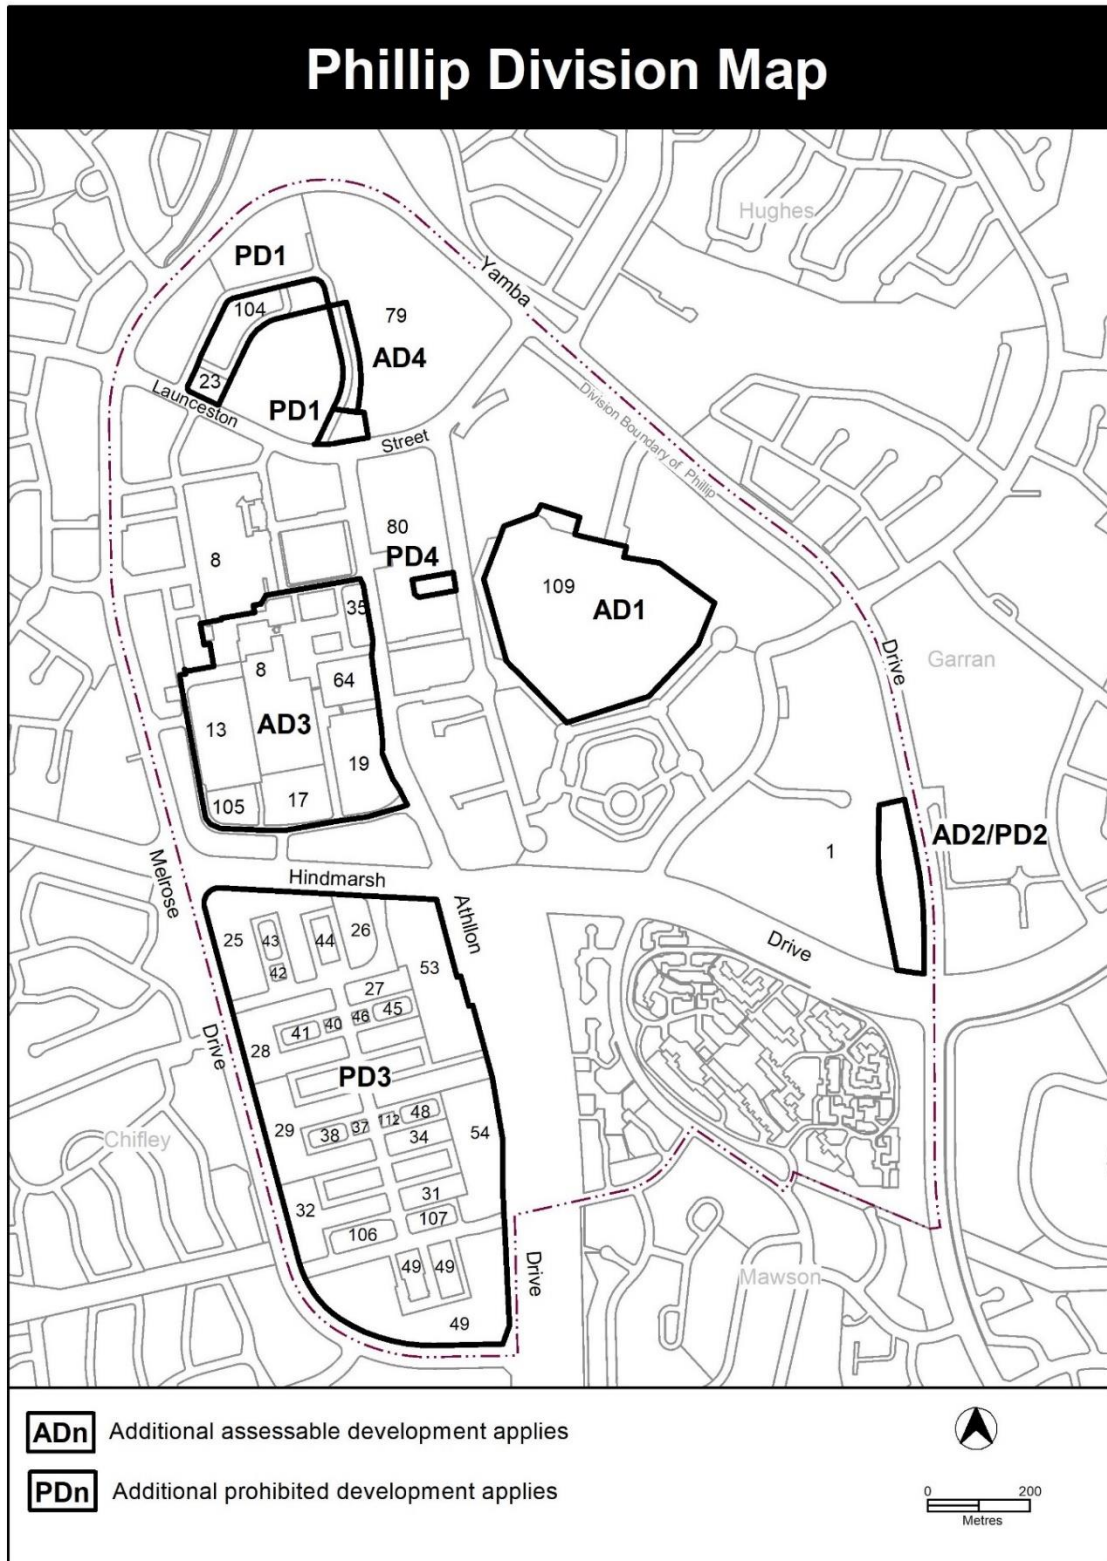 Phillip Division Map
Hughes
PD1
Yamba
104
79
AD4
23
Launceston
PD1
Street
Division Boundary of Phillip
80
8
PD4
109
35
AD1
Drive
Garran
8
64
13
AD3
19
105
17
AD2/PD2
1
Melrose
Hindmarsh
Athllon
25
43
44
26
Drive
42
53
27
46
45
41
40
Drive
28
PD3
Chifley
29
38
37
112
48
34
54
31
32
107
106
49
49
Drive
Mawson
49
ADn Additional assessable development applies
PDn Additional prohibited development applies
0 200
Metres